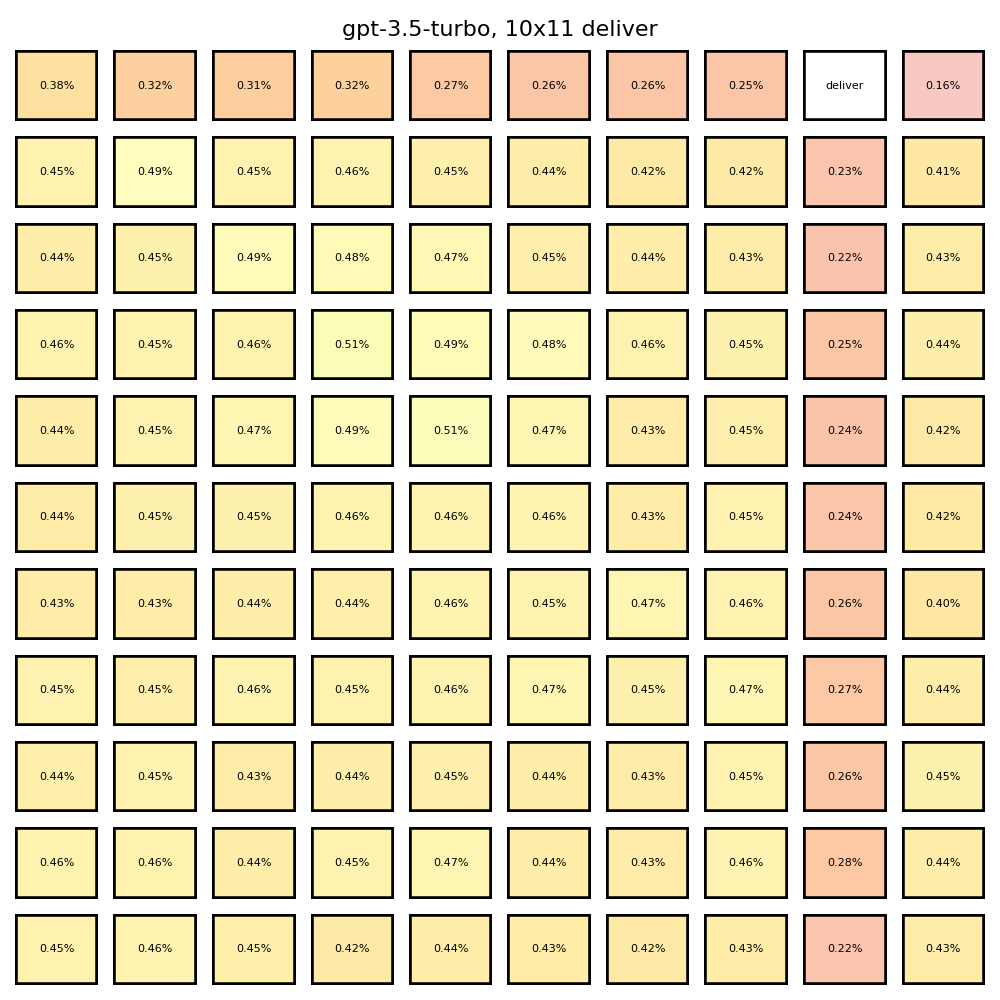 gpt-3.5-turbo, 10x11 deliver
0.38% 0.32% 0.31% 0.32% 0.27% 0.26% 0.26% 0.25% deliver 0.16%
0.45% 0.49% 0.45% 0.46% 0.45% 0.44% 0.42% 0.42% 0.23% 0.41%
0.44% 0.45% 0.49% 0.48% 0.47% 0.45% 0.44% 0.43% 0.22% 0.43%
0.46% 0.45% 0.46% 0.51% 0.49% 0.48% 0.46% 0.45% 0.25% 0.44%
0.44% 0.45% 0.47% 0.49% 0.51% 0.47% 0.43% 0.45% 0.24% 0.42%
0.44% 0.45% 0.45% 0.46% 0.46% 0.46% 0.43% 0.45% 0.24% 0.42%
0.43% 0.43% 0.44% 0.44% 0.46% 0.45% 0.47% 0.46% 0.26% 0.40%
0.45% 0.45% 0.46% 0.45% 0.46% 0.47% 0.45% 0.47% 0.27% 0.44%
0.44% 0.45% 0.43% 0.44% 0.45% 0.44% 0.43% 0.45% 0.26% 0.45%
0.46% 0.46% 0.44% 0.45% 0.47% 0.44% 0.43% 0.46% 0.28% 0.44%
0.45% 0.46% 0.45% 0.42% 0.44% 0.43% 0.42% 0.43% 0.22% 0.43%